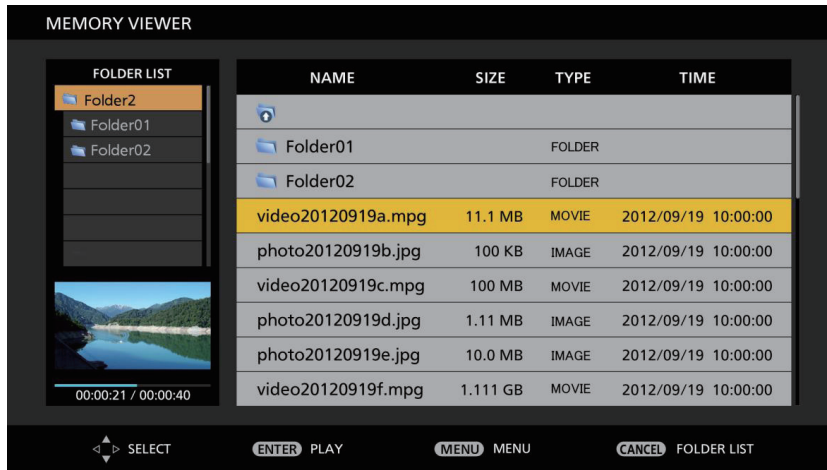 MEMORY VIEWER
FOLDER LIST
Folder2
Folder01
Folder02
00:00:21 / 00:00:40
NAME SIZE TYPE TIME
Folder01 FOLDER
Folder02 FOLDER
video20120919a.mpg 11.1 MB MOVIE 2012/09/19 10:00:00
photo20120919b.jpg 100 KB IMAGE 2012/09/19 10:00:00
video20120919c.mpg 100 MB MOVIE 2012/09/19 10:00:00
photo20120919d.jpg 1.11 MB IMAGE 2012/09/19 10:00:00
photo20120919e.jpg 10.0 MB IMAGE 2012/09/19 10:00:00
video20120919f.mpg 1.111 GB MOVIE 2012/09/19 10:00:00
SELECT ENTER PLAY MENU MENU CANCEL FOLDER LIST